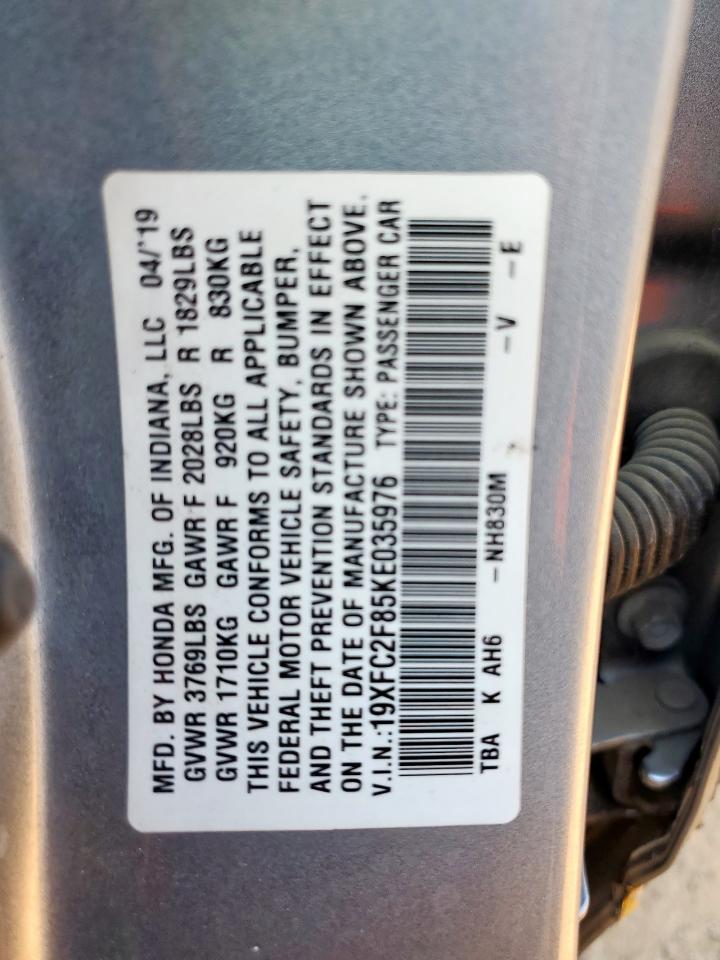 MFD. BY HONDA MFG. OF INDIANA, LLC 04/'19
GVWR 3769LBS GAWR F 2028LBS R 1829LBS
GVWR 1710KG GAWR F 920KG R 830KG
THIS VEHICLE CONFORMS TO ALL APPLICABLE
FEDERAL MOTOR VEHICLE SAFETY, BUMPER,
AND THEFT PREVENTION STANDARDS IN EFFECT
ON THE DATE OF MANUFACTURE SHOWN ABOVE.
V.I.N.:19XFC2F85KE035976 TYPE: PASSENGER CAR
TBA K AH6 -NH830M -V -E